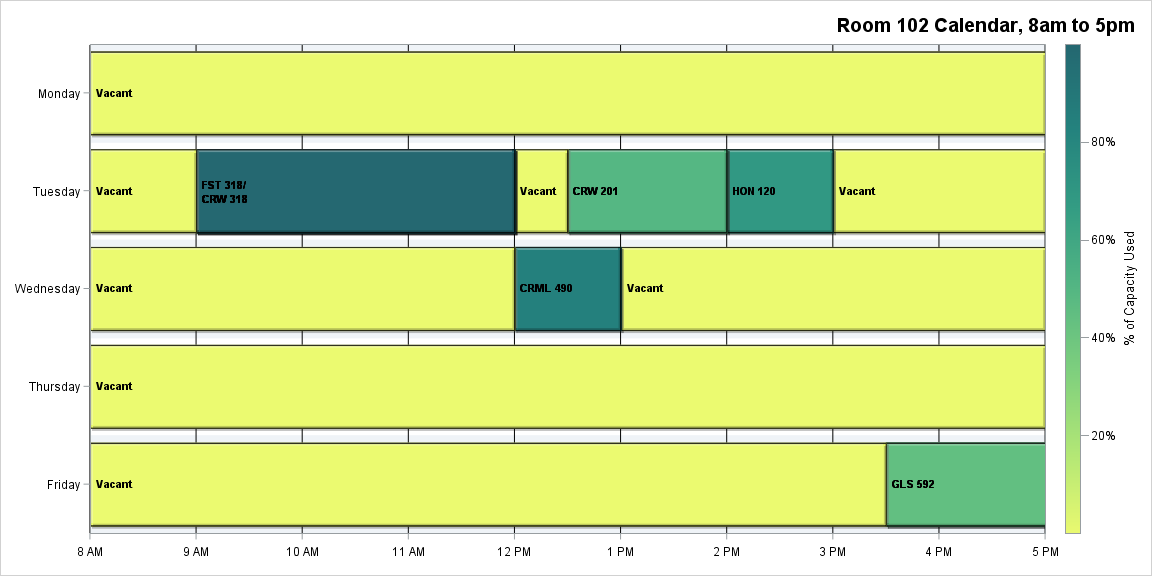 Room 102 Calendar, 8am to 5pm
Monday
Vacant
Tuesday
Vacant
FST 318/
CRW 318
Vacant
CRW 201
HON 120
Vacant
Wednesday
Vacant
CRML 490
Vacant
Thursday
Vacant
Friday
Vacant
GLS 592
8 AM
9 AM
10 AM
11 AM
12 PM
1 PM
2 PM
3 PM
4 PM
5 PM
80%
60%
40%
20%
% of Capacity Used